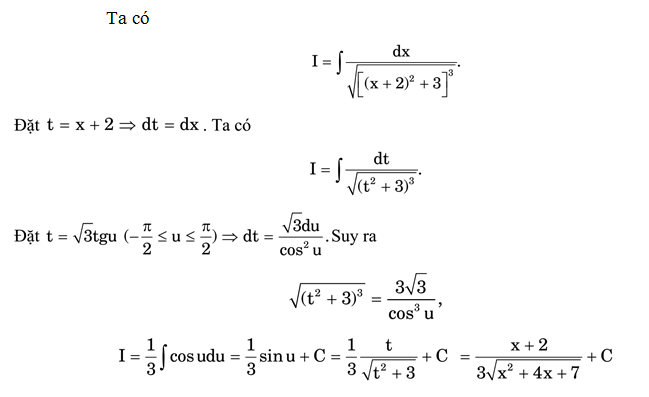 Ta có
I = ∫ dx / √[(x + 2)² + 3]³.
Đặt t = x + 2 ⇒ dt = dx . Ta có
I = ∫ dt / √(t² + 3)³.
Đặt t = √3tgu (−π/2 ≤ u ≤ π/2) ⇒ dt = √3du / cos² u . Suy ra
√(t² + 3)³ = 3√3 / cos³ u ,
I = 1/3 ∫ cos udu = 1/3 sin u + C = 1/3 t / √(t² + 3) + C = (x + 2) / (3√(x² + 4x + 7)) + C